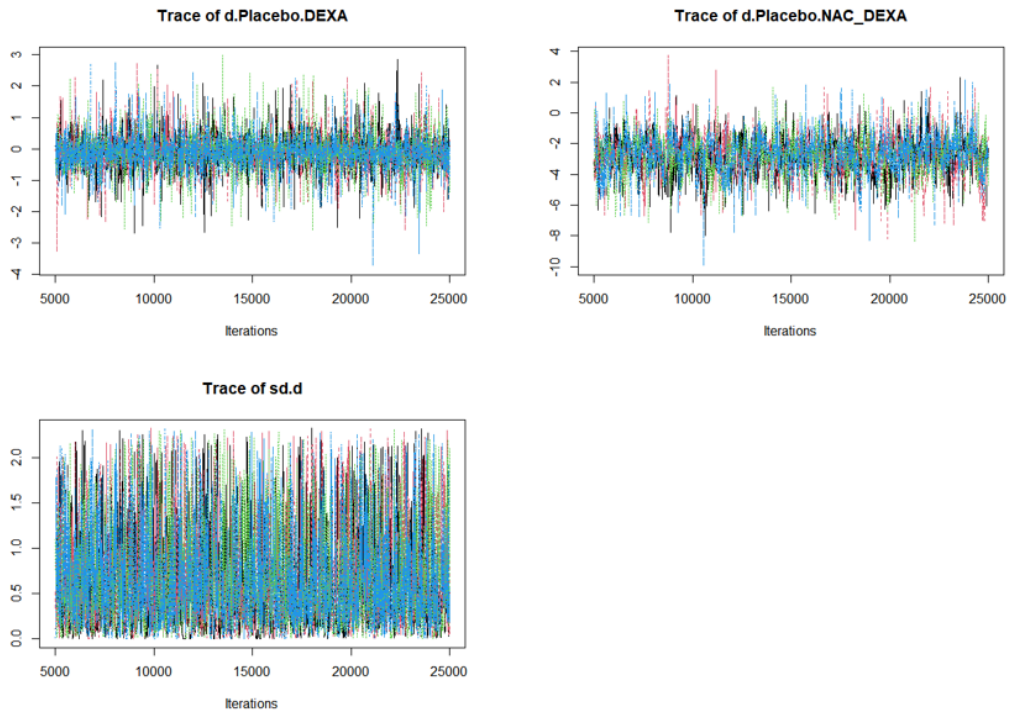 Trace of d.Placebo.DEXA
3
2
1
0
-1
-2
-3
-4
5000 10000 15000 20000 25000
Iterations
Trace of d.Placebo.NAC_DEXA
4
2
0
-2
-4
-6
-8
-10
5000 10000 15000 20000 25000
Iterations
Trace of sd.d
2.0
1.5
1.0
0.5
0.0
5000 10000 15000 20000 25000
Iterations